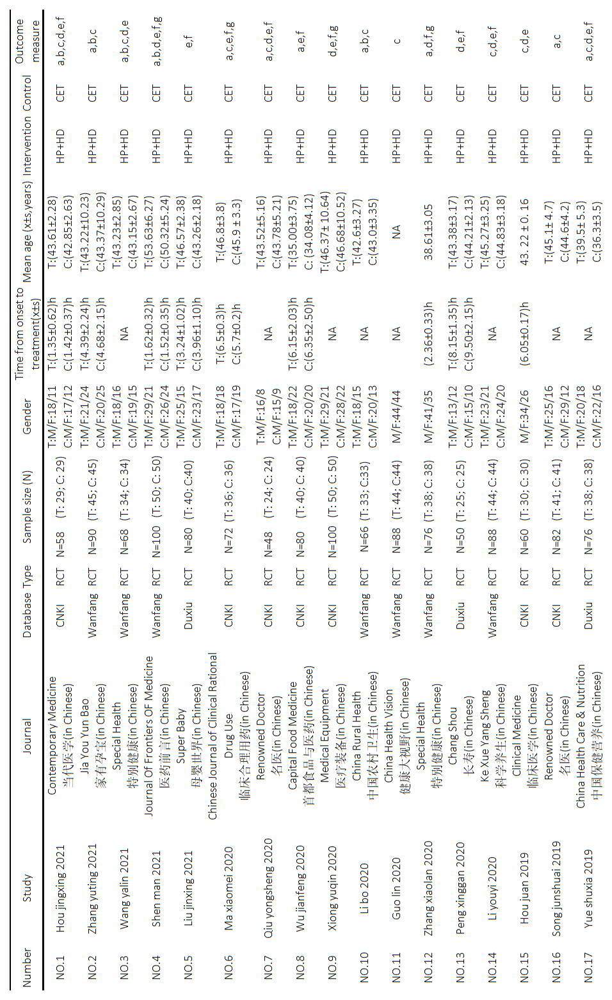 Number Study Journal Database Type Sample size (N) Gender Time from onset to treatment(x±s) Mean age (x±s,years) Intervention Control Outcome measure
NO.1 Hou jingxing 2021 Contemporary Medicine 当代医学(in Chinese) CNKI RCT N=58 (T: 29; C: 29) T:M/F:18/11 C:M/F:17/12 T:(1.35±0.62)h C:(1.42±0.37)h T:(43.61±2.28) C:(42.85±2.63) HP+HD CET a,b,c,d,e,f
NO.2 Zhang yuting 2021 Jia You Yun Bao 家有孕宝(in Chinese) Wanfang RCT N=90 (T: 45; C: 45) T:M/F:21/24 C:M/F:20/25 T:(4.39±2.24)h C:(4.68±2.15)h T:(43.22±10.23) C:(43.37±10.29) HP+HD CET a,b,c
NO.3 Wang yalin 2021 Special Health 特别健康(in Chinese) Wanfang RCT N=68 (T: 34; C: 34) T:M/F:18/16 C:M/F:19/15 NA T:(43.23±2.85) C:(43.15±2.67) HP+HD CET a,b,c,d,e
NO.4 Shen man 2021 Journal Of Frontiers OF Medicine 医药前言(in Chinese) Wanfang RCT N=100 (T: 50; C: 50) T:M/F:29/21 C:M/F:26/24 T:(1.62±0.32)h C:(1.52±0.35)h T:(53.63±6.27) C:(50.32±5.24) HP+HD CET a,b,d,e,f,g
NO.5 Liu jinxing 2021 Super Baby 母婴世界(in Chinese) Duxiu RCT N=80 (T: 40; C:40) T:M/F:25/15 C:M/F:23/17 T:(3.24±1.02)h C:(3.96±1.10)h T:(46.57±2.38) C:(43.26±2.18) HP+HD CET e,f
NO.6 Ma xiaomei 2020 Chinese Journal of Clinical Rational Drug Use 临床合理用药(in Chinese) CNKI RCT N=72 (T: 36; C: 36) T:M/F:18/18 C:M/F:17/19 T:(6.5±0.3)h C:(5.7±0.2)h T:(46.8±3.8) C:(45.9 ± 3.3) HP+HD CET a,c,e,f,g
NO.7 Qiu yongsheng 2020 Renowned Doctor 名医(in Chinese) CNKI RCT N=48 (T: 24; C: 24) T:M/F:16/8 C:M/F:15/9 NA T:(43.52±5.16) C:(43.78±5.21) HP+HD CET a,c,d,e,f
NO.8 Wu jianfeng 2020 Capital Food Medicine 首都食品与医药(in Chinese) CNKI RCT N=80 (T: 40; C: 40) T:M/F:18/22 C:M/F:20/20 T:(6.15±2.03)h C:(6.35±2.50)h T:(35.00±3.75) C: (34.08±4.12) HP+HD CET a,e,f
NO.9 Xiong yuqin 2020 Medical Equipment 医疗装备(in Chinese) CNKI RCT N=100 (T: 50; C: 50) T:M/F:29/21 C:M/F:28/22 NA T:(46.37± 10.64) C:(46.68±10.52) HP+HD CET d,e,f,g
NO.10 Li bo 2020 China Rural Health 中国农村卫生(in Chinese) Wanfang RCT N=66 (T: 33; C:33) T:M/F:18/15 C:M/F:20/13 NA T:(42.6±3.27) C:(43.0±3.35) HP+HD CET a,b,c
NO.11 Guo lin 2020 China Health Vision 健康大视野(in Chinese) Wanfang RCT N=88 (T: 44; C:44) M/F:44/44 NA NA HP+HD CET c
NO.12 Zhang xiaolan 2020 Special Health 特别健康(in Chinese) Wanfang RCT N=76 (T: 38; C: 38) M/F:41/35 (2.36±0.33)h 38.61±3.05 HP+HD CET a,d,f,g
NO.13 Peng xinggan 2020 Chang Shou 长寿(in Chinese) Duxiu RCT N=50 (T: 25; C: 25) T:M/F:13/12 C:M/F:15/10 T:(8.15±1.35)h C:(9.50±2.15)h T:(43.38±3.17) C:(44.21±2.13) HP+HD CET d,e,f
NO.14 Li youyi 2020 Ke Xue Yang Sheng 科学养生(in Chinese) Wanfang RCT N=88 (T: 44; C: 44) T:M/F:23/21 C:M/F:24/20 NA T:(45.27±3.25) C:(44.83±3.18) HP+HD CET c,d,e,f
NO.15 Hou juan 2019 Clinical Medicine 临床医学(in Chinese) CNKI RCT N=60 (T: 30; C: 30) M/F:34/26 (6.05±0.17)h 43.22 ± 0.16 HP+HD CET c,d,e
NO.16 Song junshuai 2019 Renowned Doctor 名医(in Chinese) CNKI RCT N=82 (T: 41; C: 41) T:M/F:25/16 C:M/F:29/12 NA T:(45.1± 4.7) C:(44.6±4.2) HP+HD CET a,c
NO.17 Yue shuxia 2019 China Health Care & Nutrition 中国保健营养(in Chinese) Duxiu RCT N=76 (T: 38; C: 38) T:M/F:20/18 C:M/F:22/16 NA T:(39.5± 5.3) C:(36.3±3.5) HP+HD CET a,c,d,e,f